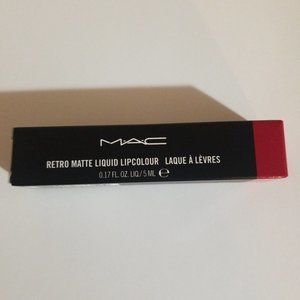 MAC
RETRO MATTE LIQUID LIPCOLOUR LAQUE À LÈVRES
0.17 FL. OZ. LIQ./5 ML ℮